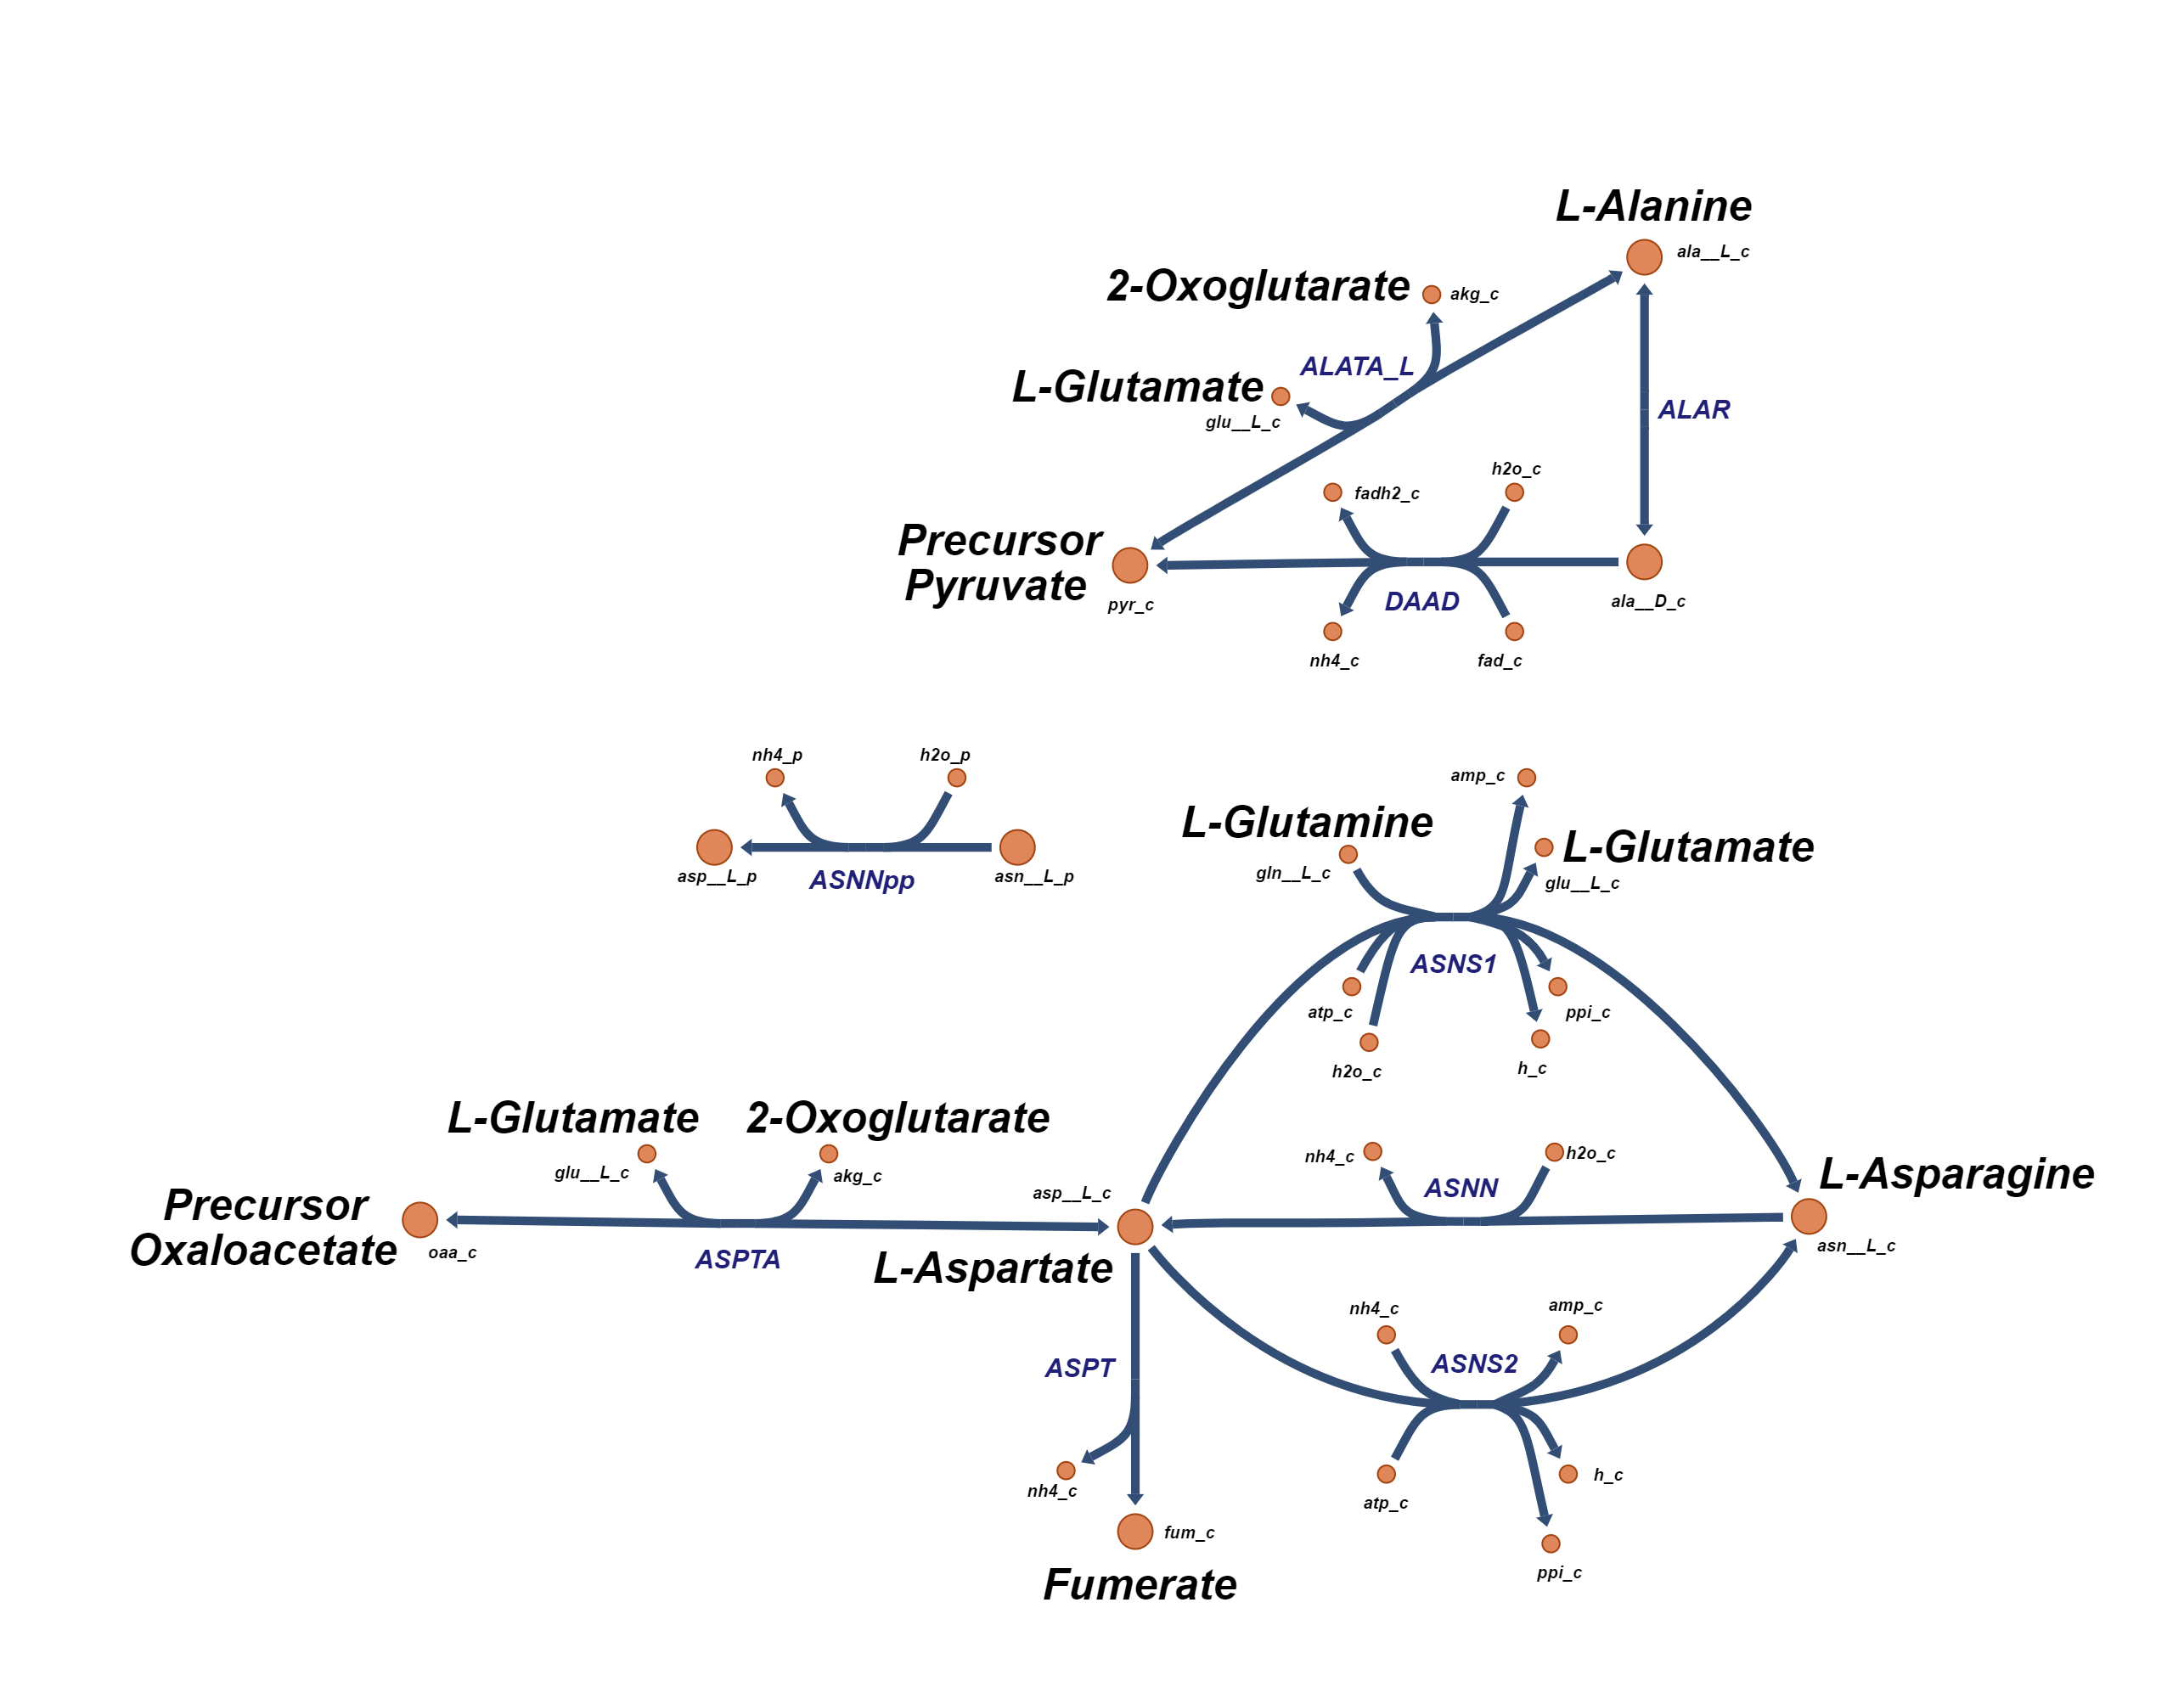 L-Alanine
ala__L_c
2-Oxoglutarate
akg_c
ALATA_L
L-Glutamate
glu__L_c
ALAR
h2o_c
fadh2_c
Precursor
Pyruvate
pyr_c
DAAD
ala__D_c
nh4_c
fad_c
nh4_p
h2o_p
asp__L_p
ASNNpp
asn__L_p
amp_c
L-Glutamine
gln__L_c
L-Glutamate
glu__L_c
ASNS1
atp_c
ppi_c
h2o_c
h_c
L-Glutamate
2-Oxoglutarate
glu__L_c
akg_c
nh4_c
h2o_c
ASNN
L-Asparagine
asn__L_c
asp__L_c
Precursor
Oxaloacetate
oaa_c
ASPTA
L-Aspartate
nh4_c
amp_c
ASPT
ASNS2
nh4_c
atp_c
h_c
fum_c
ppi_c
Fumerate